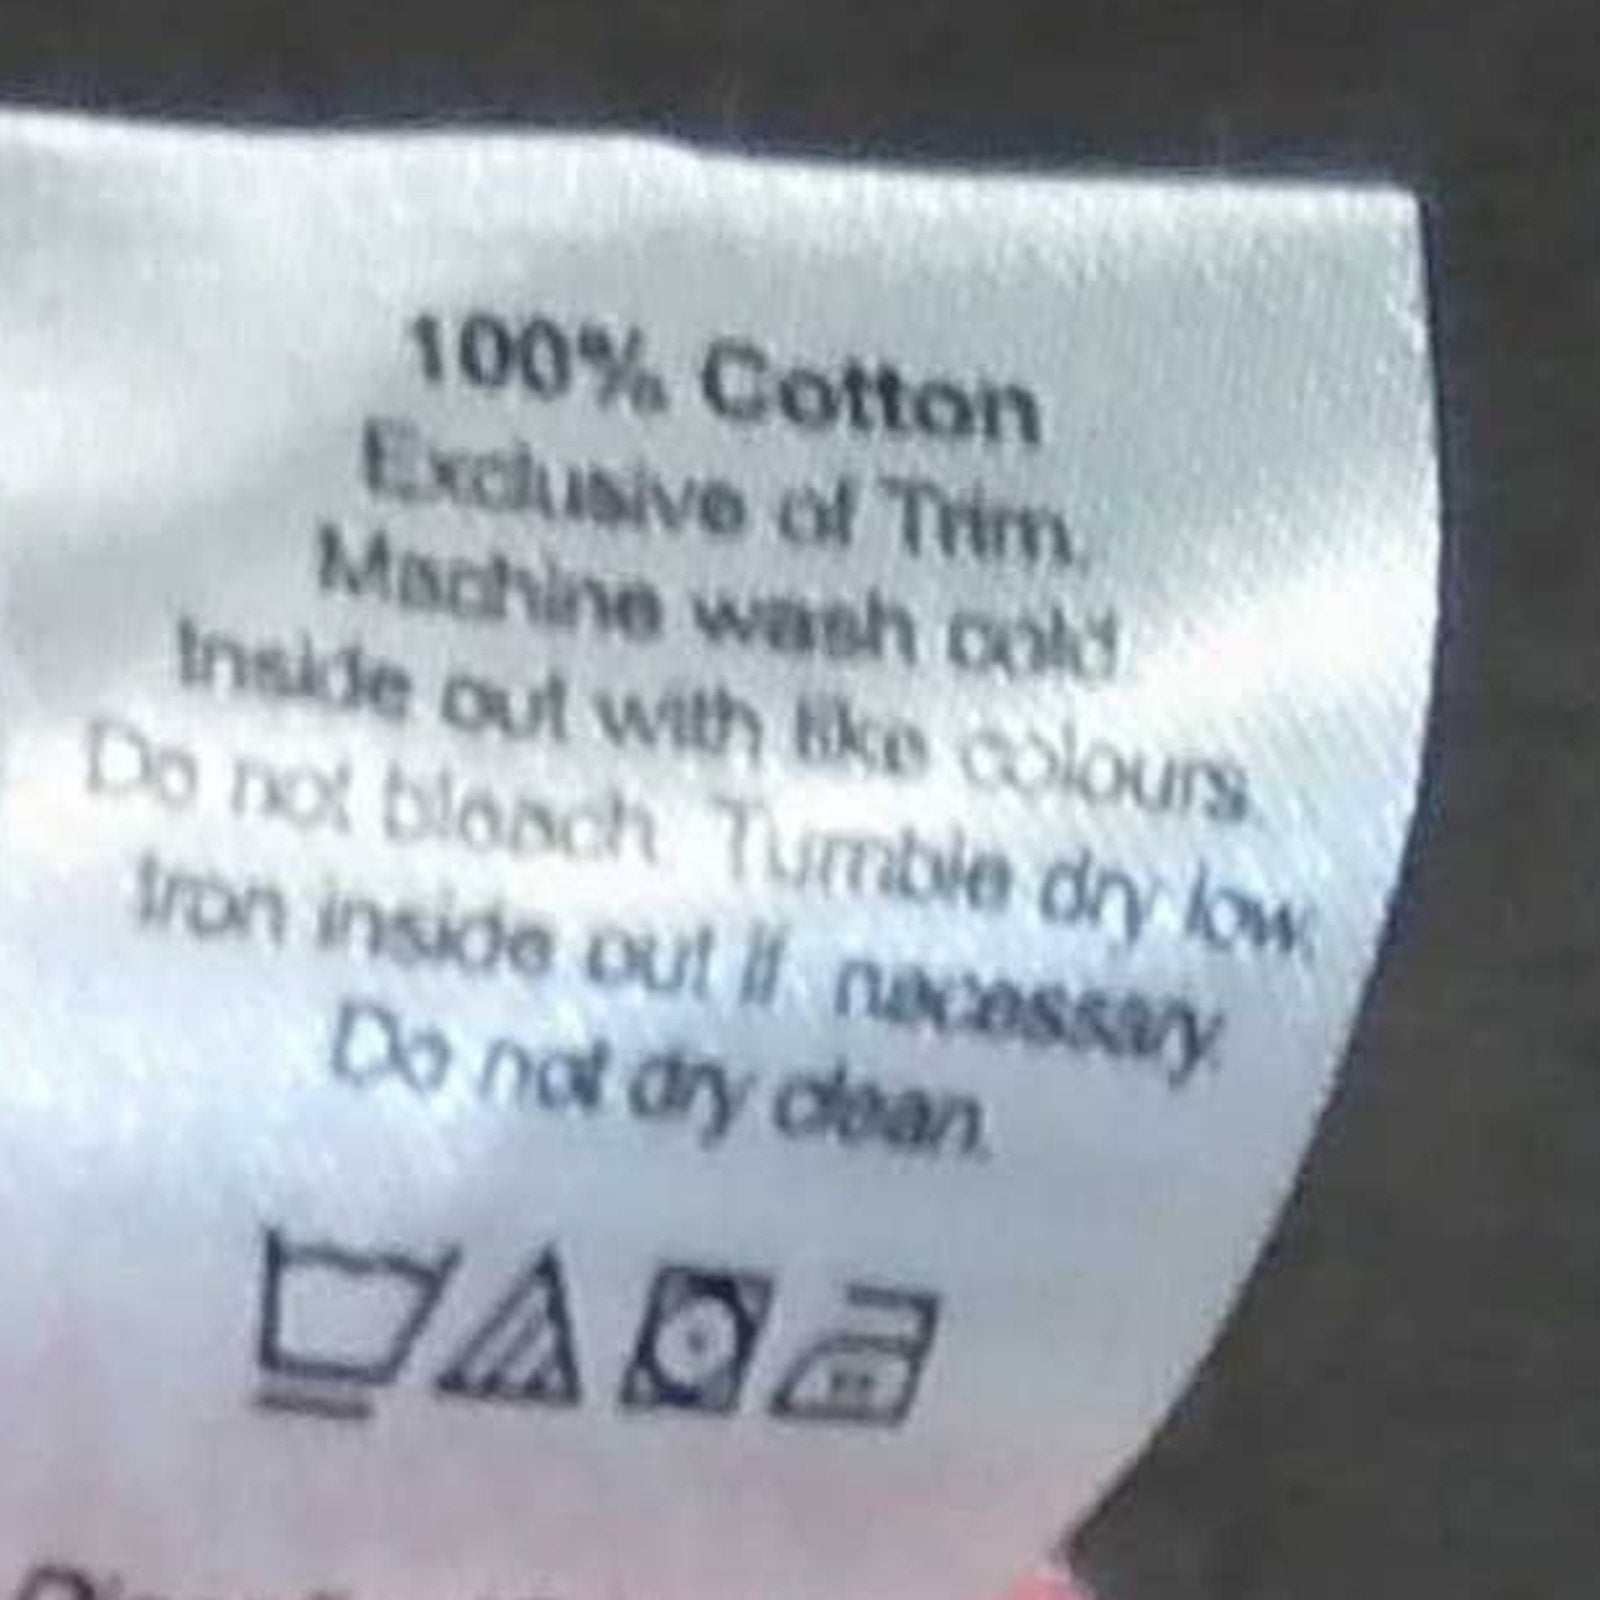 100% Cotton
Exclusive of Trim.
Machine wash cold
Inside out with like colours.
Do not bleach. Tumble dry low.
Iron inside out if necessary.
Do not dry clean.